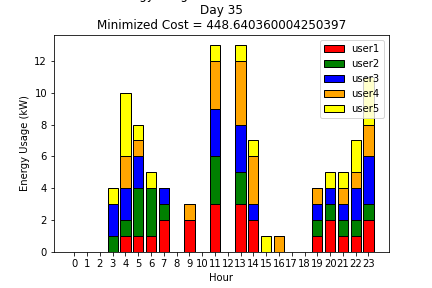 Day 35
Minimized Cost = 448.640360004250397
Energy Usage (kW)
12
10
8
6
4
2
0
user1
user2
user3
user4
user5
0 1 2 3 4 5 6 7 8 9 10 11 12 13 14 15 16 17 18 19 20 21 22 23
Hour